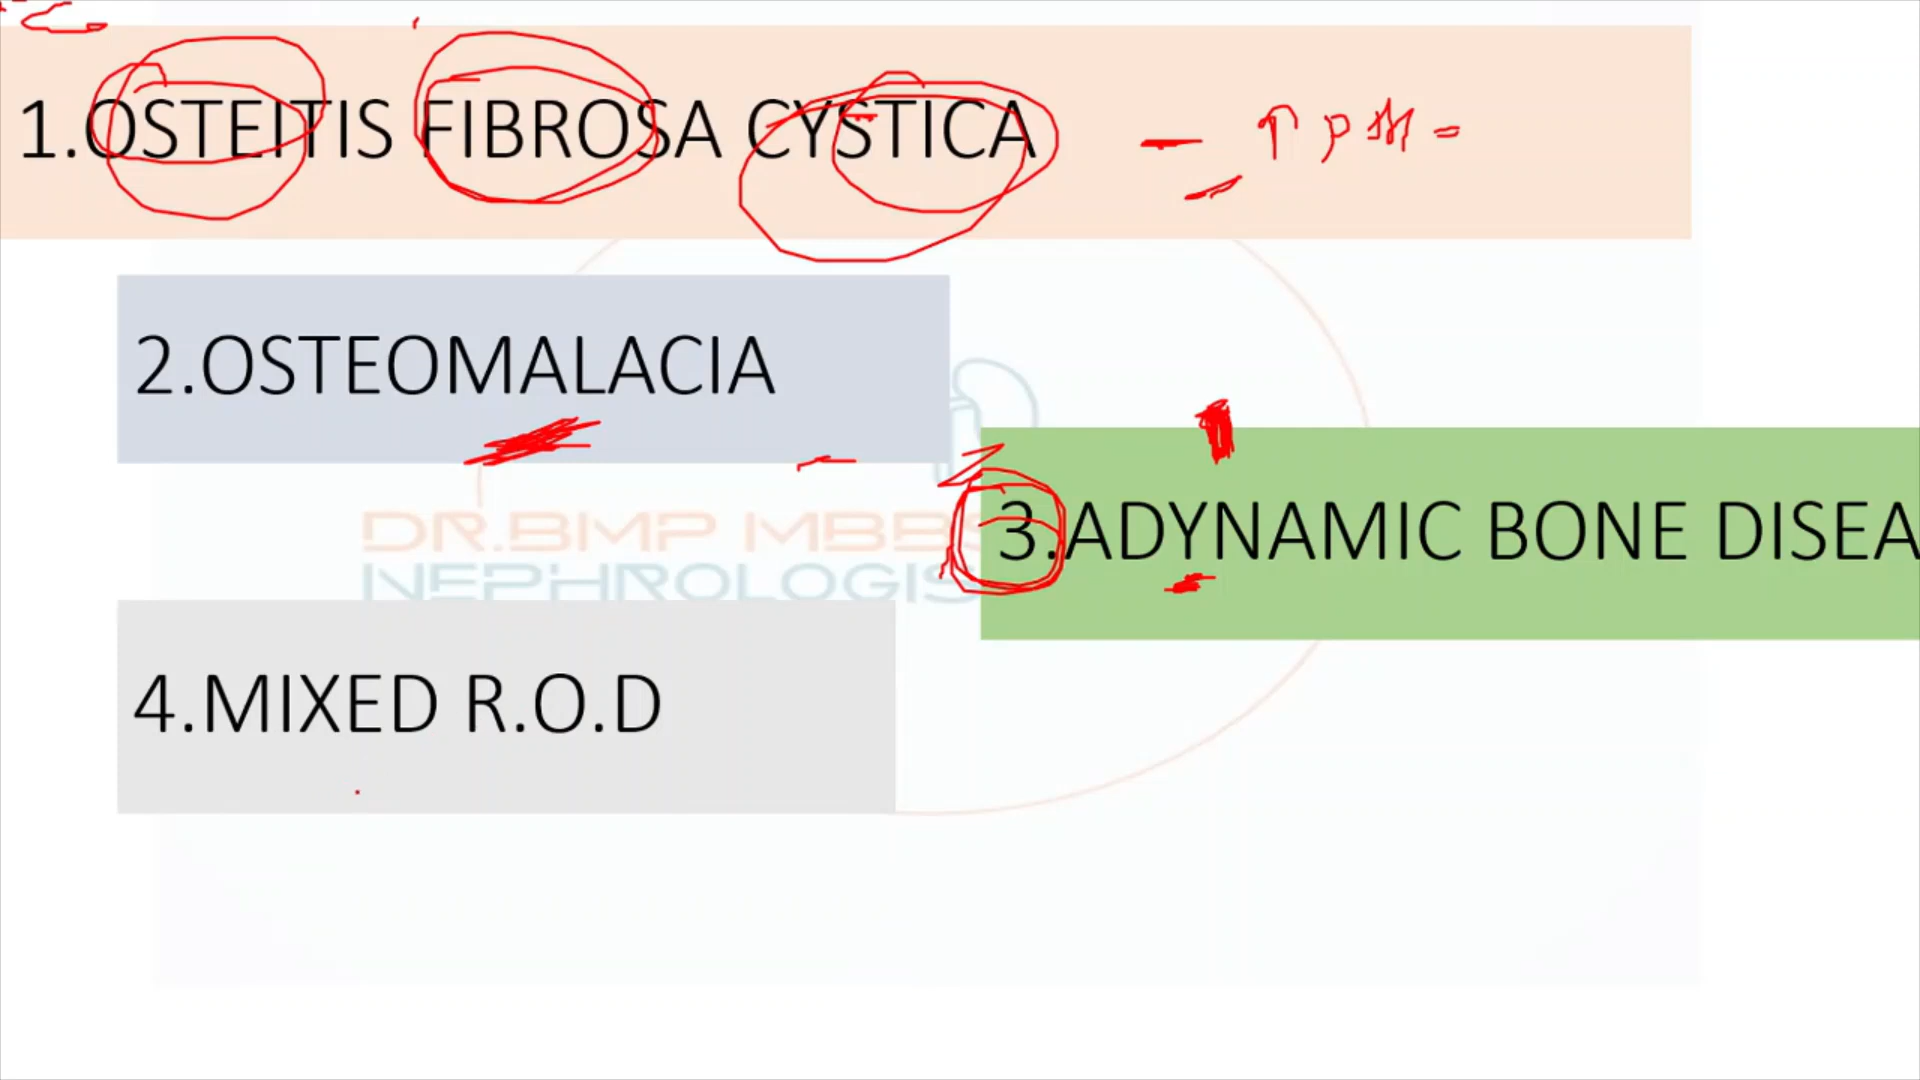 1.OSTEITIS FIBROSA CYSTICA – ↑ PTH =
2.OSTEOMALACIA
3.ADYNAMIC BONE DISEA
DR.BMP MBBS
NEPHROLOGIS
4.MIXED R.O.D